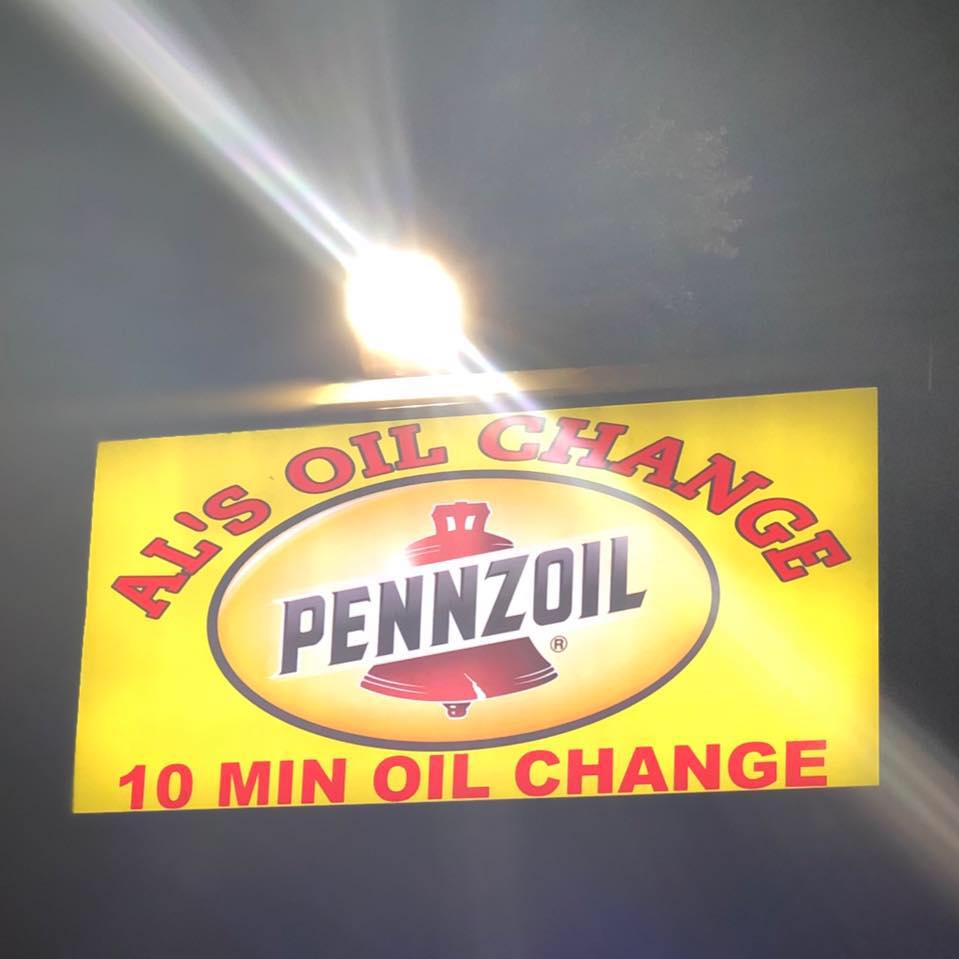 AL'S OIL CHANGE
PENNZOIL
®
10 MIN OIL CHANGE